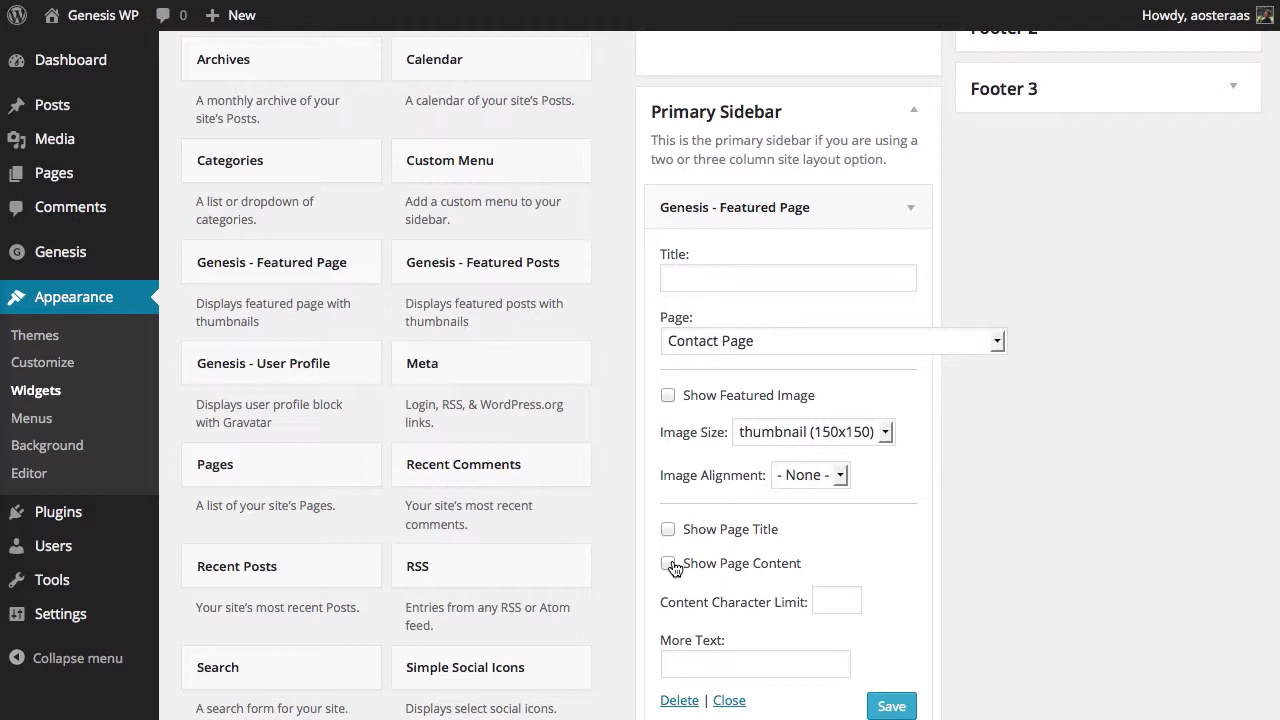 Genesis WP
0
New
Howdy, aosteraas
Dashboard
Posts
Media
Pages
Comments
Genesis
Appearance
Themes
Customize
Widgets
Menus
Background
Editor
Plugins
Users
Tools
Settings
Collapse menu
Archives
A monthly archive of your
site's Posts.
Calendar
A calendar of your site's Posts.
Categories
A list or dropdown of
categories.
Custom Menu
Add a custom menu to your
sidebar.
Genesis - Featured Page
Displays featured page with
thumbnails
Genesis - Featured Posts
Displays featured posts with
thumbnails
Genesis - User Profile
Displays user profile block
with Gravatar
Meta
Login, RSS, & WordPress.org
links.
Pages
A list of your site's Pages.
Recent Comments
Your site's most recent
comments.
Recent Posts
Your site's most recent Posts.
RSS
Entries from any RSS or Atom
feed.
Search
A search form for your site.
Simple Social Icons
Displays select social icons.
Primary Sidebar
This is the primary sidebar if you are using a
two or three column site layout option.
Genesis - Featured Page
Title:
Page:
Contact Page
Show Featured Image
Image Size: thumbnail (150x150)
Image Alignment: - None -
Show Page Title
Show Page Content
Content Character Limit:
More Text:
Delete | Close
Save
Footer 2
Footer 3